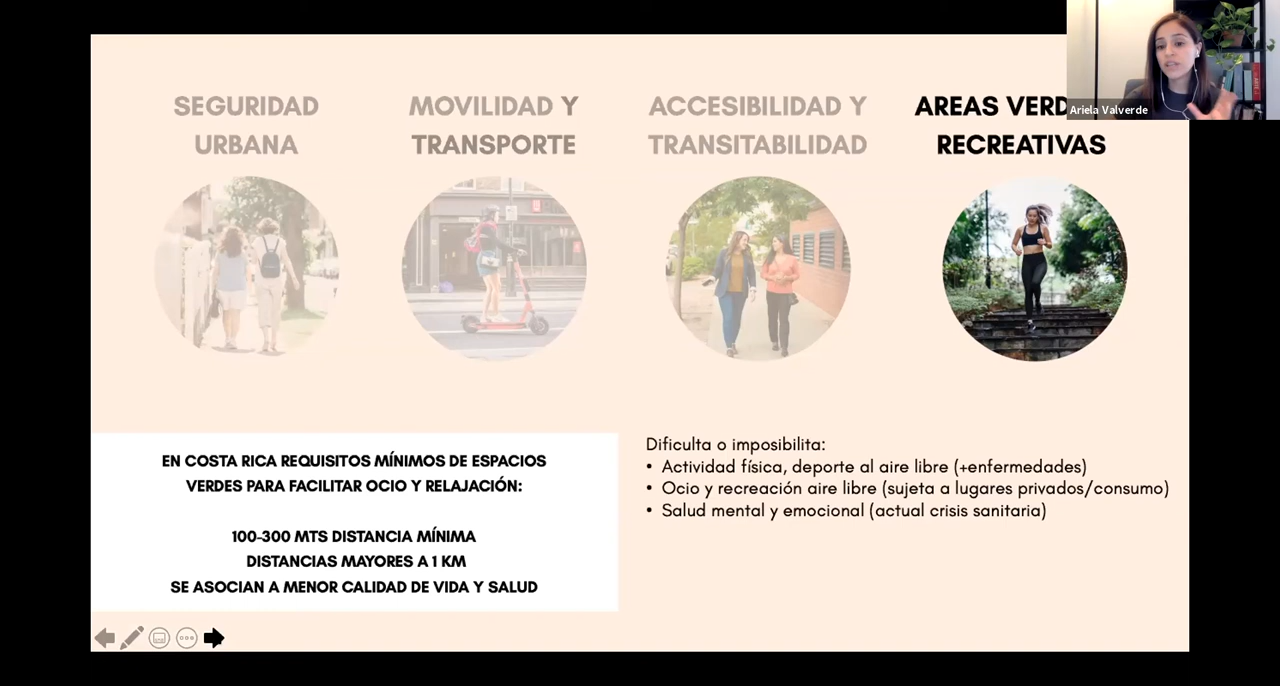 SEGURIDAD
URBANA
MOVILIDAD Y
TRANSPORTE
ACCESIBILIDAD Y
TRANSITABILIDAD
AREAS
RECREATIVAS
Ariela Valverde
EN COSTA RICA REQUISITOS MÍNIMOS DE ESPACIOS
VERDES PARA FACILITAR OCIO Y RELAJACIÓN:
100-300 MTS DISTANCIA MÍNIMA
DISTANCIAS MAYORES A 1 KM
SE ASOCIAN A MENOR CALIDAD DE VIDA Y SALUD
Dificulta o imposibilita:
• Actividad física, deporte al aire libre (+enfermedades)
• Ocio y recreación aire libre (sujeta a lugares privados/consumo)
• Salud mental y emocional (actual crisis sanitaria)